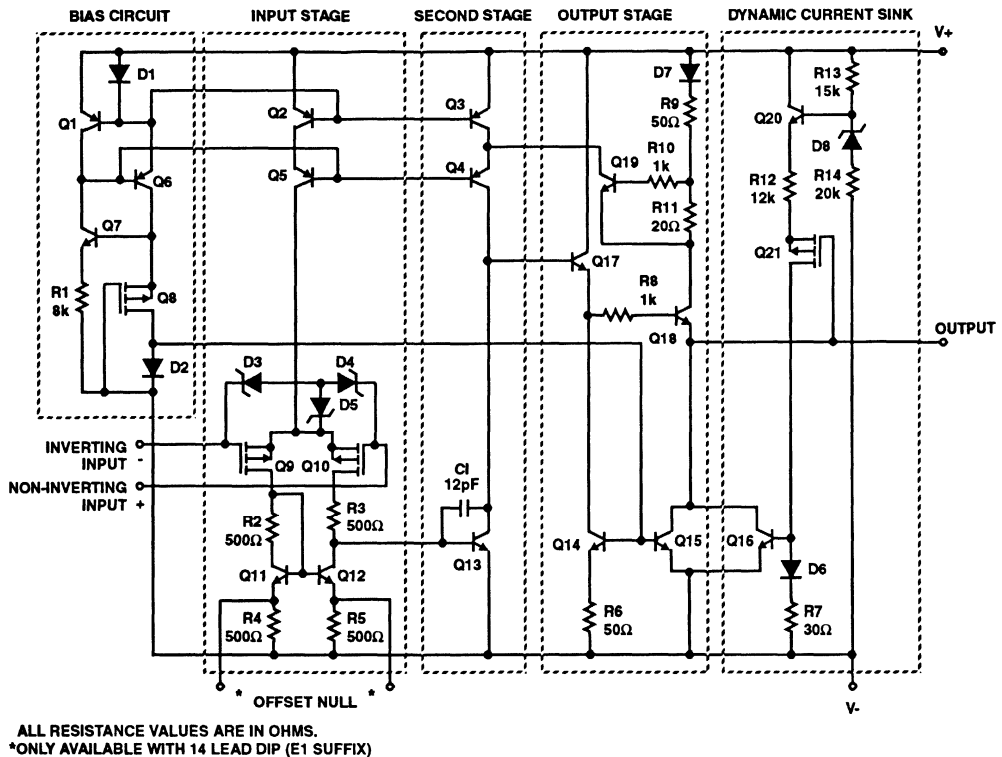 BIAS CIRCUIT
INPUT STAGE
SECOND STAGE
OUTPUT STAGE
DYNAMIC CURRENT SINK
V+
D1
D7
R13
15k
Q1
Q2
Q3
R9
50Ω
Q20
D8
Q6
Q5
Q4
Q19
R10
1k
R12
12k
R14
20k
R11
20Ω
Q7
Q17
Q21
R1
8k
Q8
R8
1k
Q18
OUTPUT
D2
D3
D4
D5
INVERTING
INPUT -
Q9
Q10
NON-INVERTING
INPUT +
CI
12pF
R2
500Ω
R3
500Ω
Q14
Q15
Q16
Q13
D6
Q11
Q12
R4
500Ω
R5
500Ω
R6
50Ω
R7
30Ω
* OFFSET NULL *
V-
ALL RESISTANCE VALUES ARE IN OHMS.
*ONLY AVAILABLE WITH 14 LEAD DIP (E1 SUFFIX)